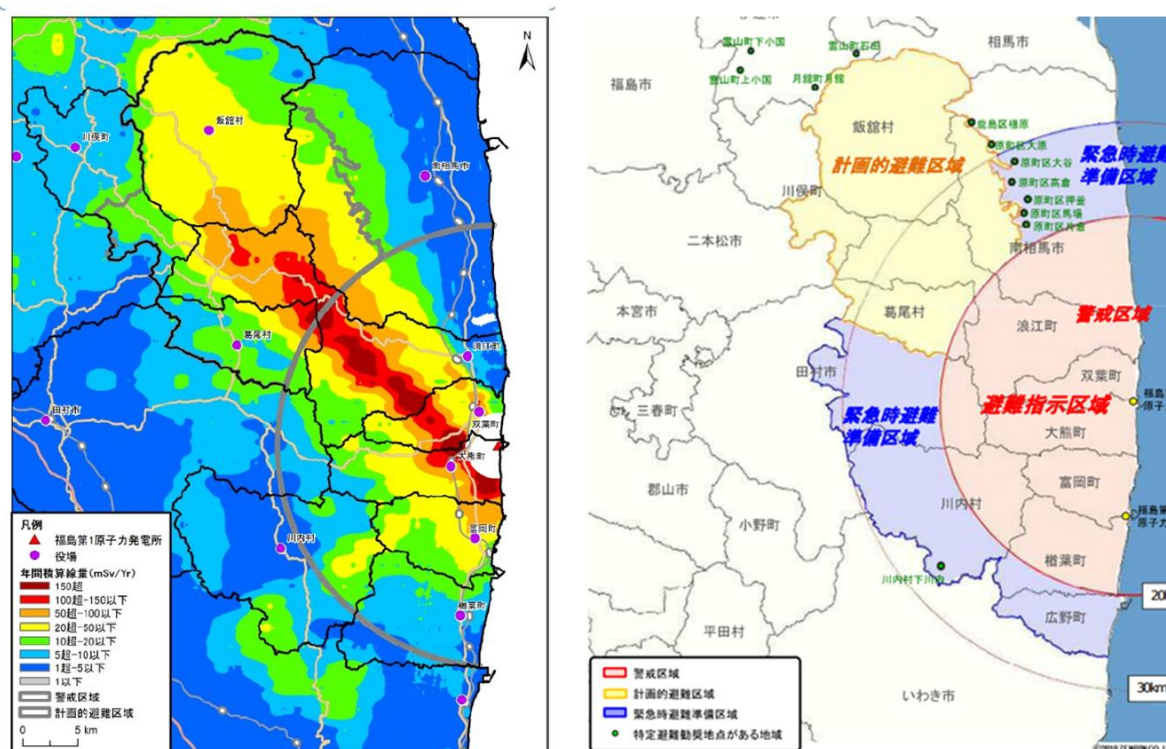 N
飯舘村
川俣町
南相馬市
葛尾村
浪江町
田村市
双葉町
大熊町
川内村
富岡町
楢葉町
凡例
福島第1原子力発電所
役場
年間積算線量(mSv/Yr)
150超
100超-150以下
50超-100以下
20超-50以下
10超-20以下
5超-10以下
1超-5以下
1以下
警戒区域
計画的避難区域
0 5 km
霊山町下小国
霊山町石田
相馬市
霊山町上小国
月舘町月舘
福島市
飯舘村
鹿島区橲原
原町区大原
計画的避難区域
原町区大谷
緊急時避難
準備区域
原町区高倉
川俣町
原町区押釜
原町区馬場
原町区片倉
二本松市
南相馬市
葛尾村
本宮市
浪江町
警戒区域
田村市
双葉町
福島
原子
三春町
緊急時避難
準備区域
避難指示区域
大熊町
郡山市
富岡町
川内村
小野町
福島第
原子力
楢葉町
川内村下川内
20k
広野町
平田村
いわき市
30km
警戒区域
計画的避難区域
緊急時避難準備区域
特定避難勧奨地点がある地域